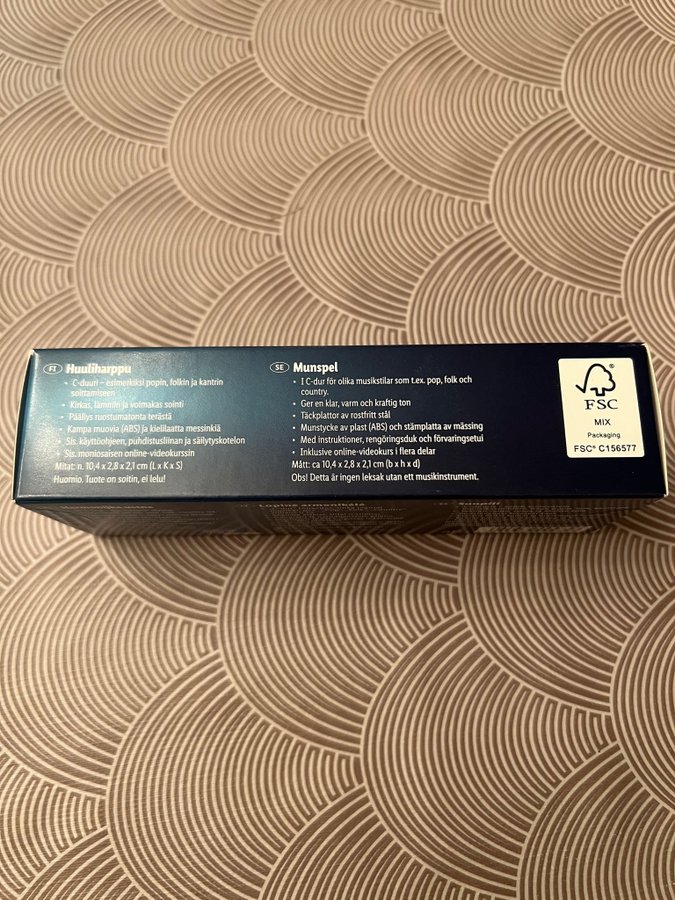 FI Huuliharppu
• C-duuri – esimerkiksi popin, folkin ja kantrin
soittamiseen
• Kirkas, lämmin ja voimakas sointi
• Päällys ruostumatonta terästä
• Kampa muovia (ABS) ja kielilaatta messinkiä
• Sis. käyttöohjeen, puhdistusliinan ja säilytyskotelon
• Sis. moniosaisen online-videokurssin
Mitat: n. 10,4 x 2,8 x 2,1 cm (L x K x S)
Huomio. Tuote on soitin, ei lelu!
SE Munspel
• I C-dur för olika musikstilar som t.ex. pop, folk och
country.
• Ger en klar, varm och kraftig ton
• Täckplattor av rostfritt stål
• Munstycke av plast (ABS) och stämplatta av mässing
• Med instruktioner, rengöringsduk och förvaringsetui
• Inklusive online-videokurs i flera delar
Mått: ca 10,4 x 2,8 x 2,1 cm (b x h x d)
Obs! Detta är ingen leksak utan ett musikinstrument.
FSC
MIX
Packaging
FSC® C156577